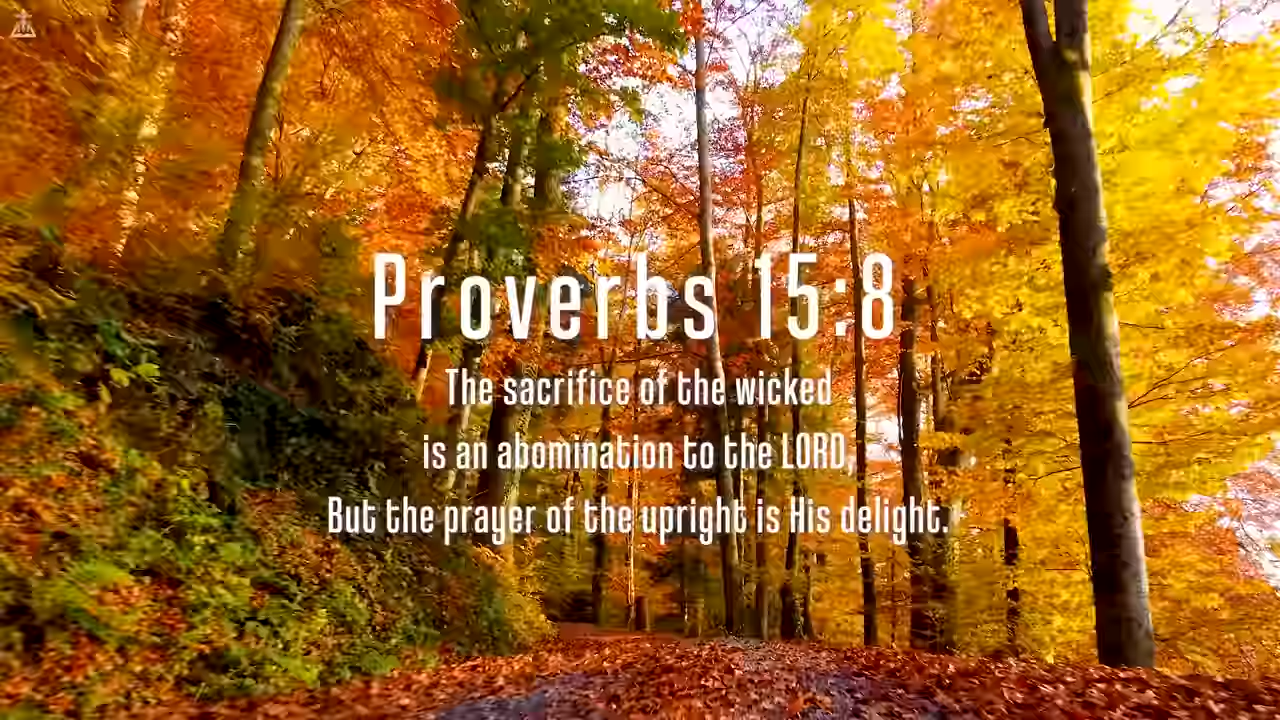 Proverbs 15:8
The sacrifice of the wicked
is an abomination to the LORD,
But the prayer of the upright is His delight.